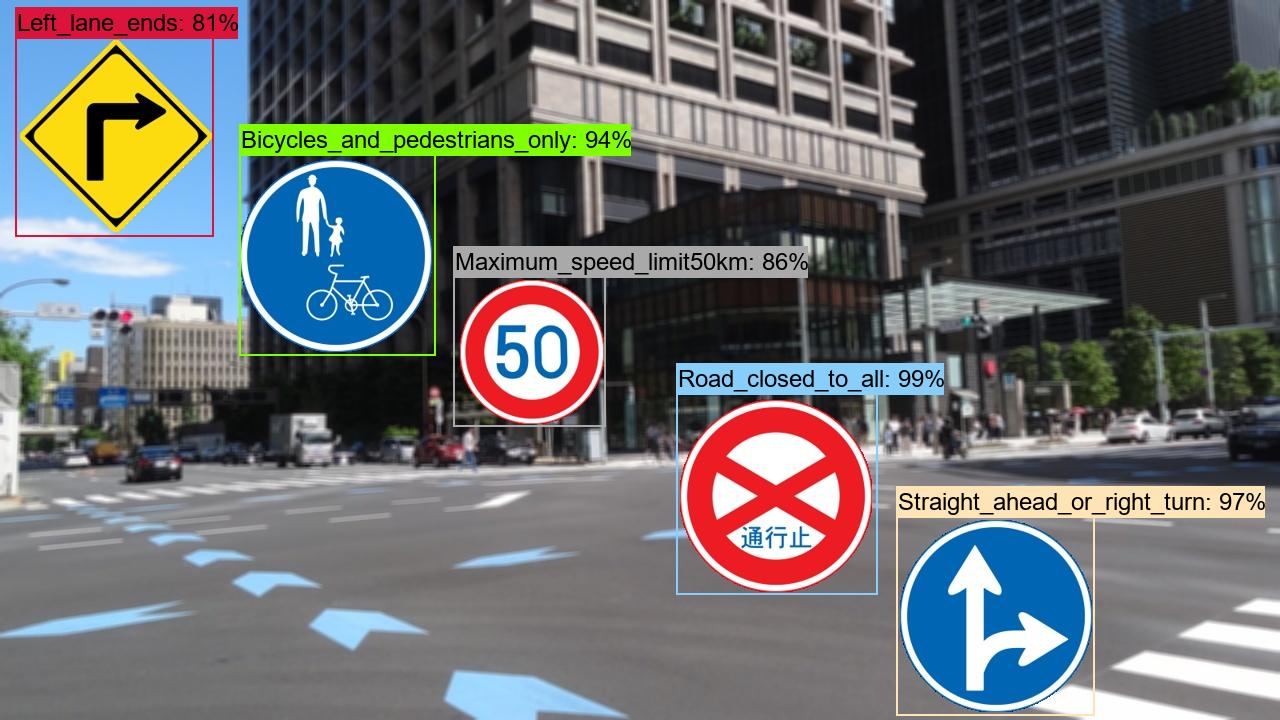 Left_lane_ends: 81%
Bicycles_and_pedestrians_only: 94%
Maximum_speed_limit50km: 86%
50
Road_closed_to_all: 99%
通行止
Straight_ahead_or_right_turn: 97%